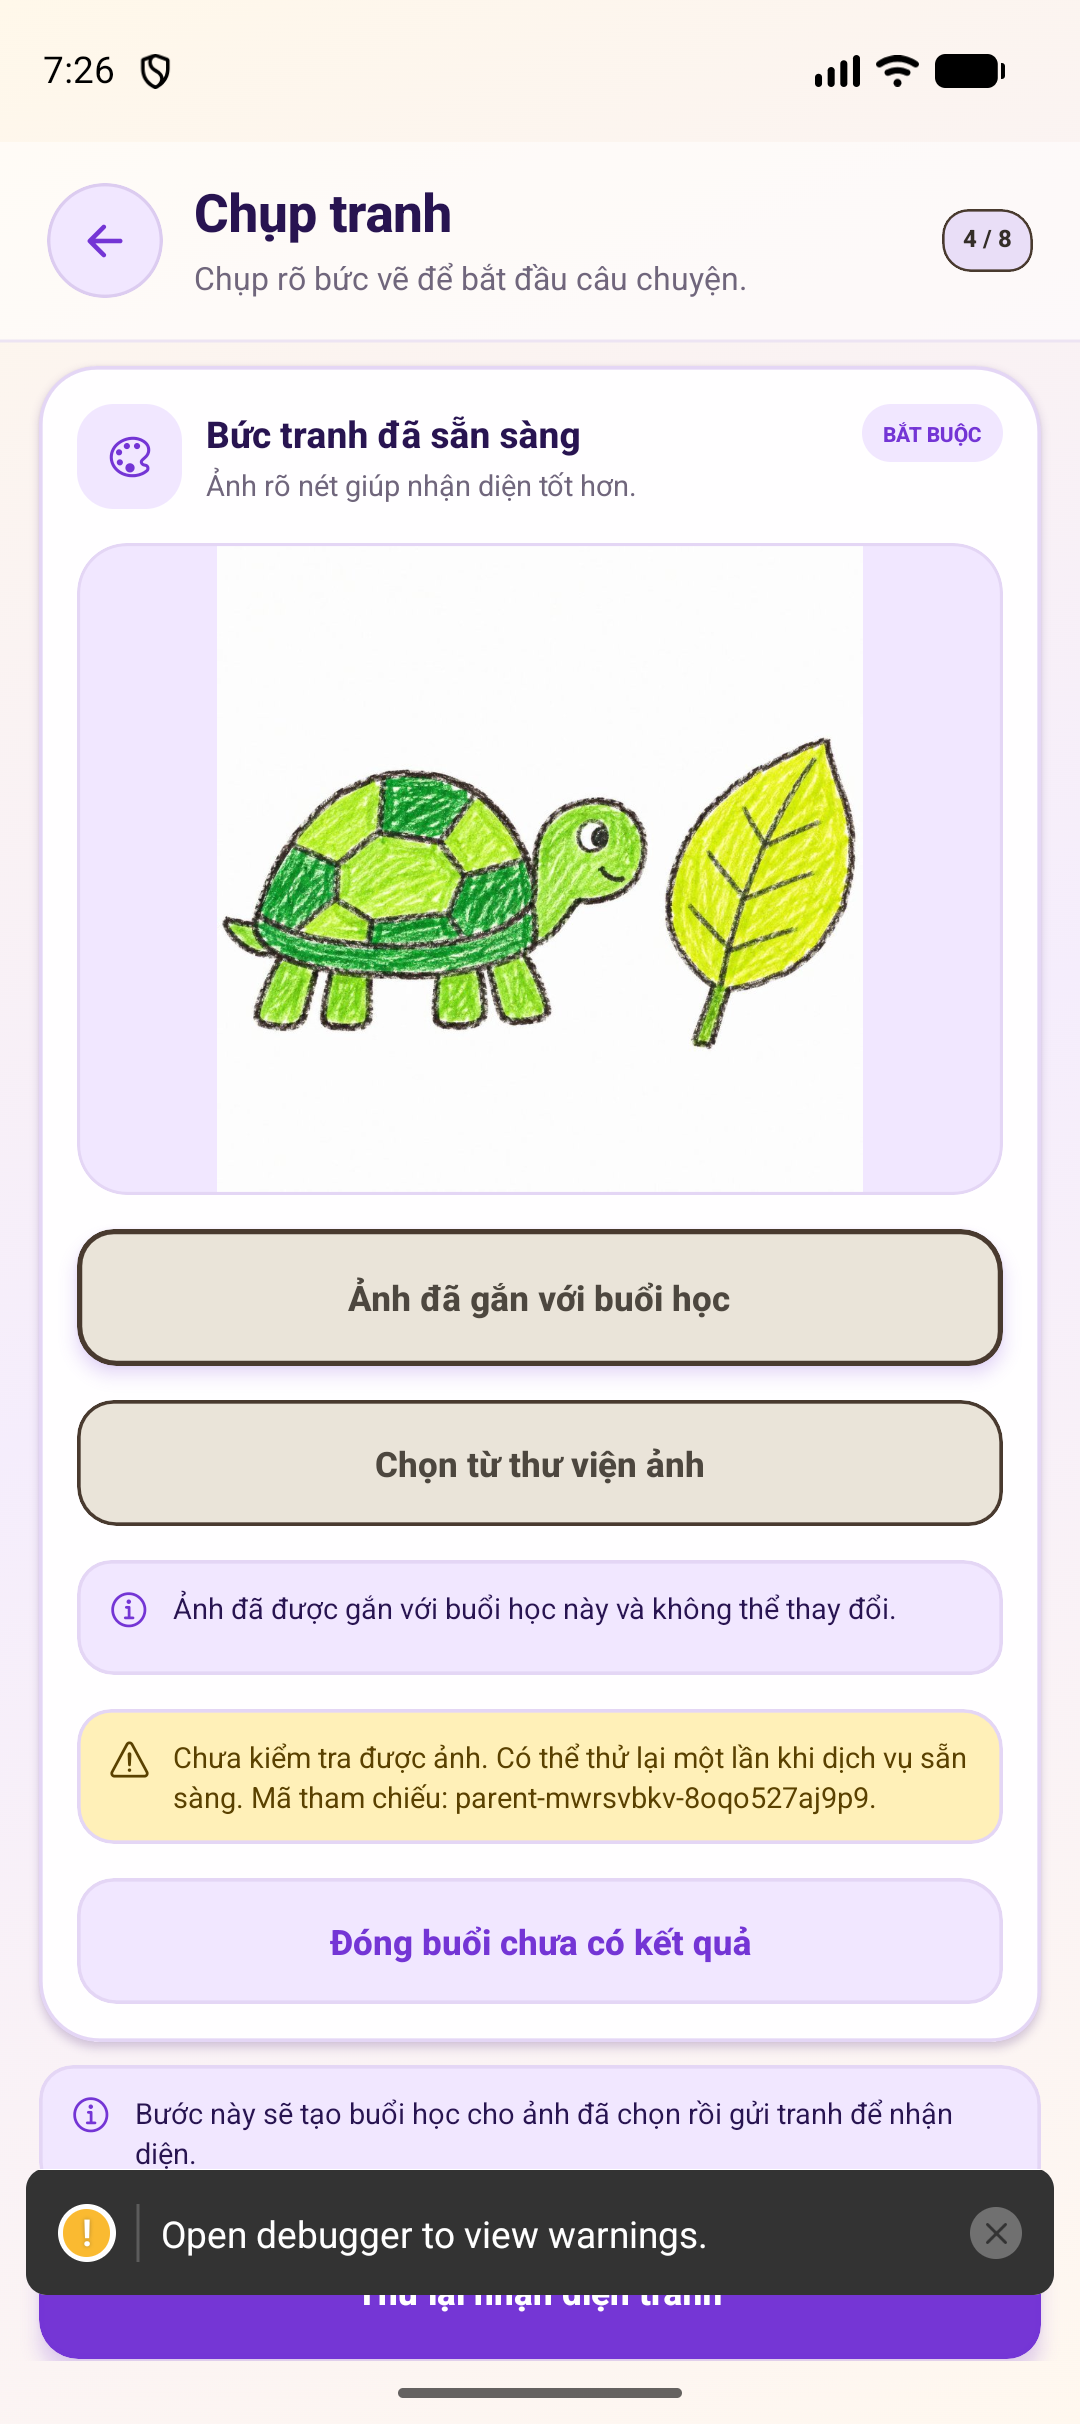 7:26
Chụp tranh
Chụp rõ bức vẽ để bắt đầu câu chuyện.
4 / 8
Bức tranh đã sẵn sàng
BẮT BUỘC
Ảnh rõ nét giúp nhận diện tốt hơn.
Ảnh đã gắn với buổi học
Chọn từ thư viện ảnh
Ảnh đã được gắn với buổi học này và không thể thay đổi.
Chưa kiểm tra được ảnh. Có thể thử lại một lần khi dịch vụ sẵn
sàng. Mã tham chiếu: parent-mwrsvbkv-8oqo527aj9p9.
Đóng buổi chưa có kết quả
Bước này sẽ tạo buổi học cho ảnh đã chọn rồi gửi tranh để nhận
diện.
Open debugger to view warnings.
Thử lại nhận diện tranh